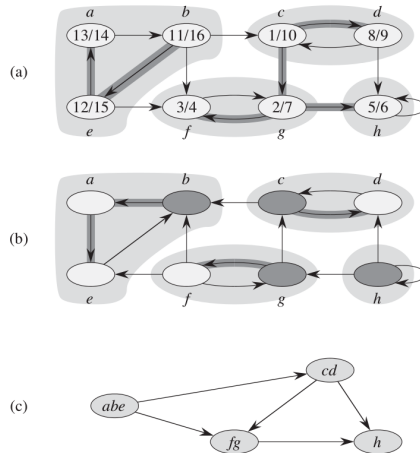 a b c d
(a) 13/14 11/16 1/10 8/9
12/15 3/4 2/7 5/6
e f g h
a b c d
(b)
e f g h
cd
(c) abe
fg h